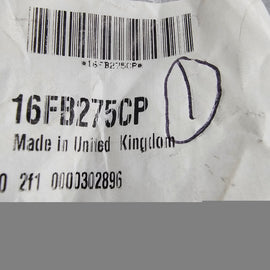 *16FB275CP*
16FB275CP
Made in United Kingdom
0 2f1 0000302896